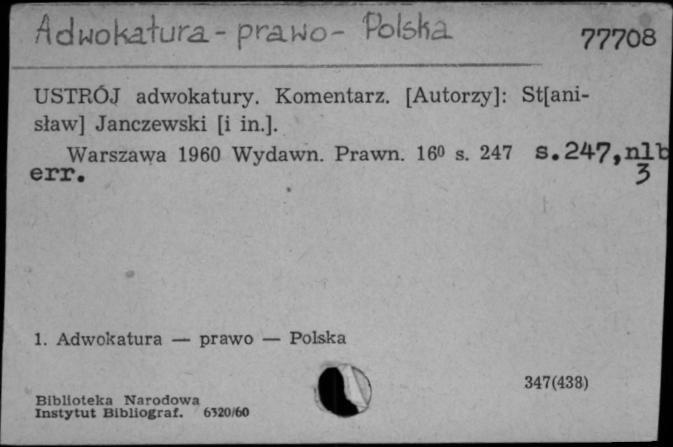 Adwokatura - prawo - Polska
77708
USTRÓJ adwokatury. Komentarz. [Autorzy]: St[ani-
sław] Janczewski [i in.].
Warszawa 1960 Wydawn. Prawn. 16⁰ s. 247 s.247,nlb
err. 3
1. Adwokatura — prawo — Polska
347(438)
Biblioteka Narodowa
Instytut Bibliograf. 6320/60